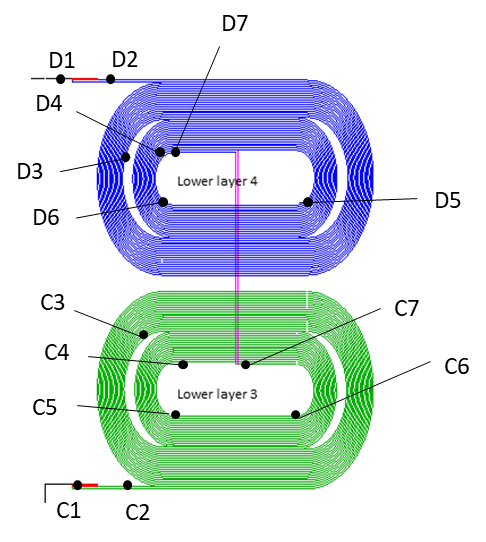 D7
D1
D2
D4
D3
Lower layer 4
D6
D5
C3
C7
C4
C6
Lower layer 3
C5
C1
C2